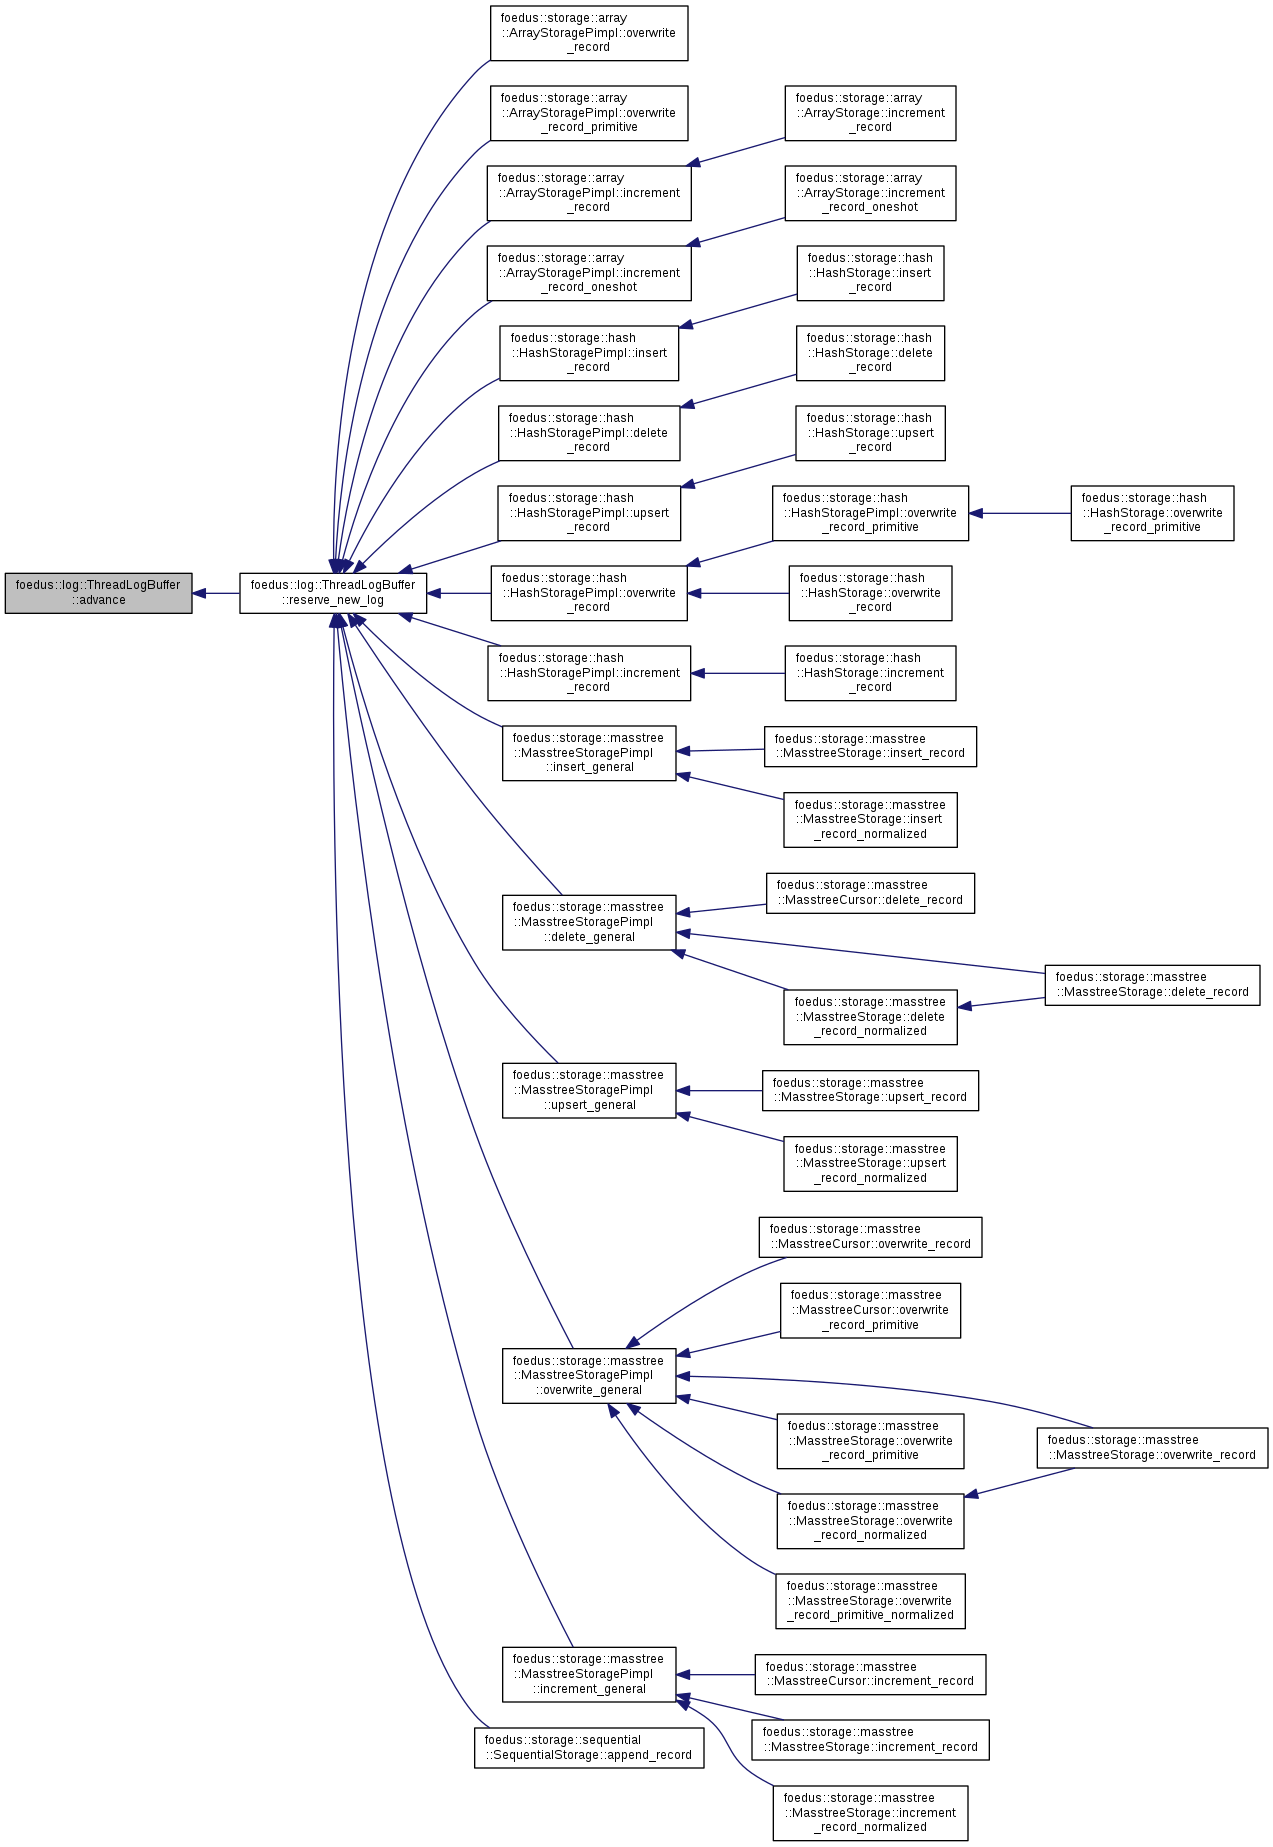 foedus::storage::array
::ArrayStoragePimpl::overwrite
_record
foedus::storage::array
::ArrayStoragePimpl::overwrite
_record_primitive
foedus::storage::array
::ArrayStorage::increment
_record
foedus::storage::array
::ArrayStoragePimpl::increment
_record
foedus::storage::array
::ArrayStorage::increment
_record_oneshot
foedus::storage::array
::ArrayStoragePimpl::increment
_record_oneshot
foedus::storage::hash
::HashStorage::insert
_record
foedus::storage::hash
::HashStoragePimpl::insert
_record
foedus::storage::hash
::HashStorage::delete
_record
foedus::storage::hash
::HashStoragePimpl::delete
_record
foedus::storage::hash
::HashStorage::upsert
_record
foedus::storage::hash
::HashStoragePimpl::upsert
_record
foedus::storage::hash
::HashStoragePimpl::overwrite
_record_primitive
foedus::storage::hash
::HashStorage::overwrite
_record_primitive
foedus::log::ThreadLogBuffer
::advance
foedus::log::ThreadLogBuffer
::reserve_new_log
foedus::storage::hash
::HashStoragePimpl::overwrite
_record
foedus::storage::hash
::HashStorage::overwrite
_record
foedus::storage::hash
::HashStoragePimpl::increment
_record
foedus::storage::hash
::HashStorage::increment
_record
foedus::storage::masstree
::MasstreeStoragePimpl
::insert_general
foedus::storage::masstree
::MasstreeStorage::insert_record
foedus::storage::masstree
::MasstreeStorage::insert
_record_normalized
foedus::storage::masstree
::MasstreeCursor::delete_record
foedus::storage::masstree
::MasstreeStoragePimpl
::delete_general
foedus::storage::masstree
::MasstreeStorage::delete_record
foedus::storage::masstree
::MasstreeStorage::delete
_record_normalized
foedus::storage::masstree
::MasstreeStoragePimpl
::upsert_general
foedus::storage::masstree
::MasstreeStorage::upsert_record
foedus::storage::masstree
::MasstreeStorage::upsert
_record_normalized
foedus::storage::masstree
::MasstreeCursor::overwrite_record
foedus::storage::masstree
::MasstreeCursor::overwrite
_record_primitive
foedus::storage::masstree
::MasstreeStoragePimpl
::overwrite_general
foedus::storage::masstree
::MasstreeStorage::overwrite
_record_primitive
foedus::storage::masstree
::MasstreeStorage::overwrite_record
foedus::storage::masstree
::MasstreeStorage::overwrite
_record_normalized
foedus::storage::masstree
::MasstreeStorage::overwrite
_record_primitive_normalized
foedus::storage::masstree
::MasstreeStoragePimpl
::increment_general
foedus::storage::masstree
::MasstreeCursor::increment_record
foedus::storage::masstree
::MasstreeStorage::increment_record
foedus::storage::sequential
::SequentialStorage::append_record
foedus::storage::masstree
::MasstreeStorage::increment
_record_normalized